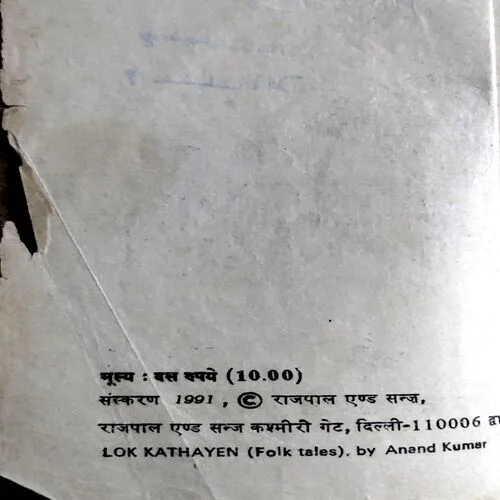 मूल्य : दस रुपये (10.00)
संस्करण 1991, © राजपाल एण्ड सन्ज़,
राजपाल एण्ड सन्ज़ कश्मीरी गेट, दिल्ली-110006 द्वा
LOK KATHAYEN (Folk tales), by Anand Kumar